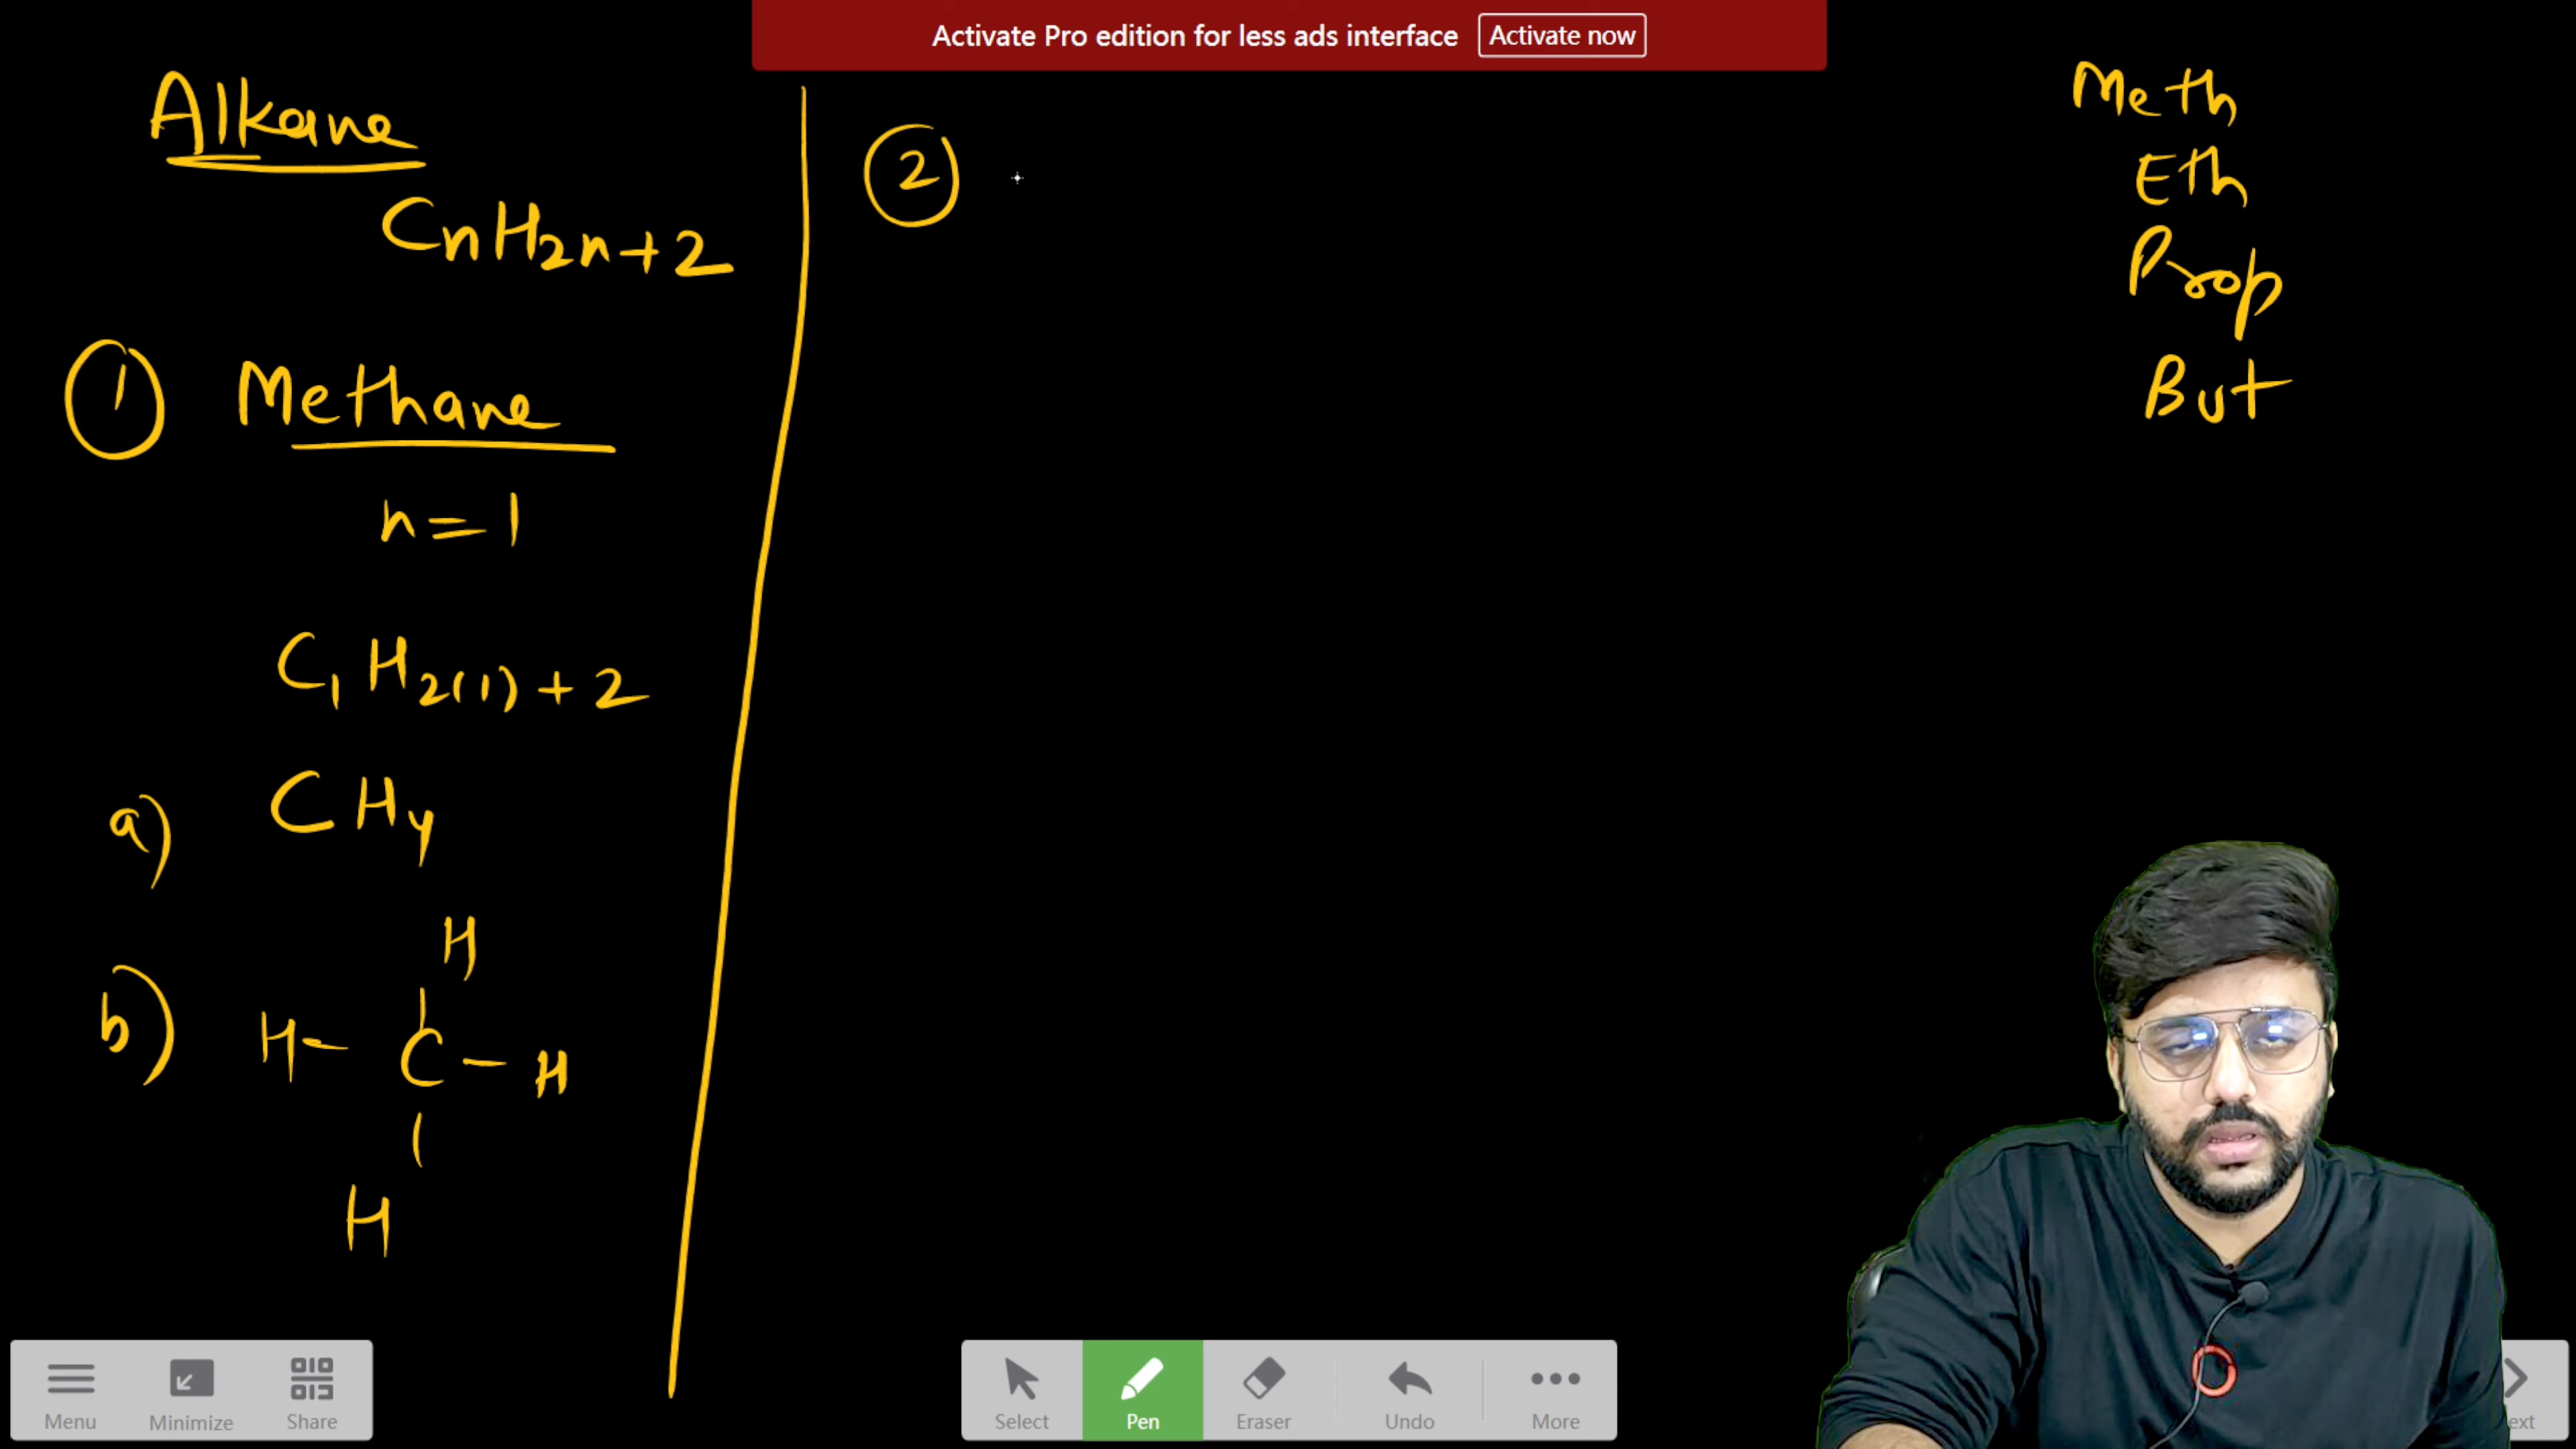 Activate Pro edition for less ads interface Activate now
Alkane
CnH2n+2
1 Methane
n=1
C1H2(1)+2
a) CH4
b) H
H- C - H
H
2
Meth
Eth
Prop
But
Menu Minimize Share
Select Pen Eraser Undo More
ext